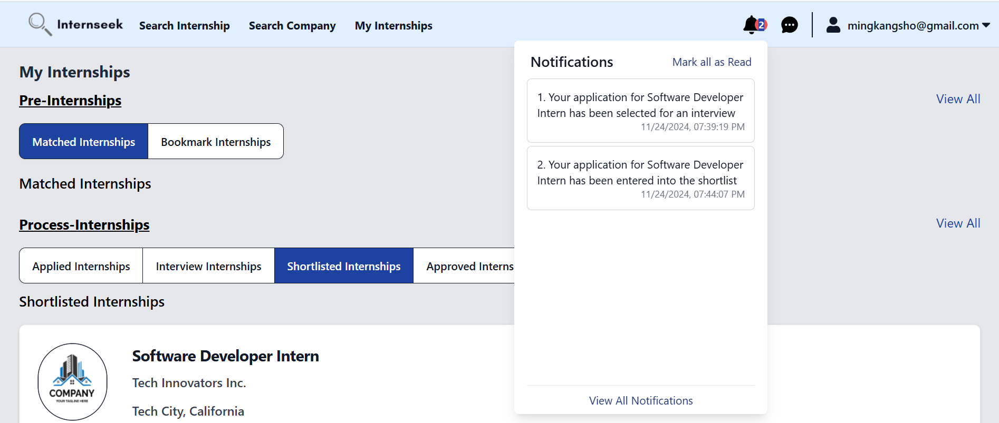 Internseek
Search Internship
Search Company
My Internships
2
mingkangsho@gmail.com
My Internships
Pre-Internships
View All
Matched Internships
Bookmark Internships
Matched Internships
Process-Internships
View All
Applied Internships
Interview Internships
Shortlisted Internships
Approved Interns
Shortlisted Internships
COMPANY
YOUR TAGLINE HERE
Software Developer Intern
Tech Innovators Inc.
Tech City, California
Notifications
Mark all as Read
1. Your application for Software Developer
Intern has been selected for an interview
11/24/2024, 07:39:19 PM
2. Your application for Software Developer
Intern has been entered into the shortlist
11/24/2024, 07:44:07 PM
View All Notifications